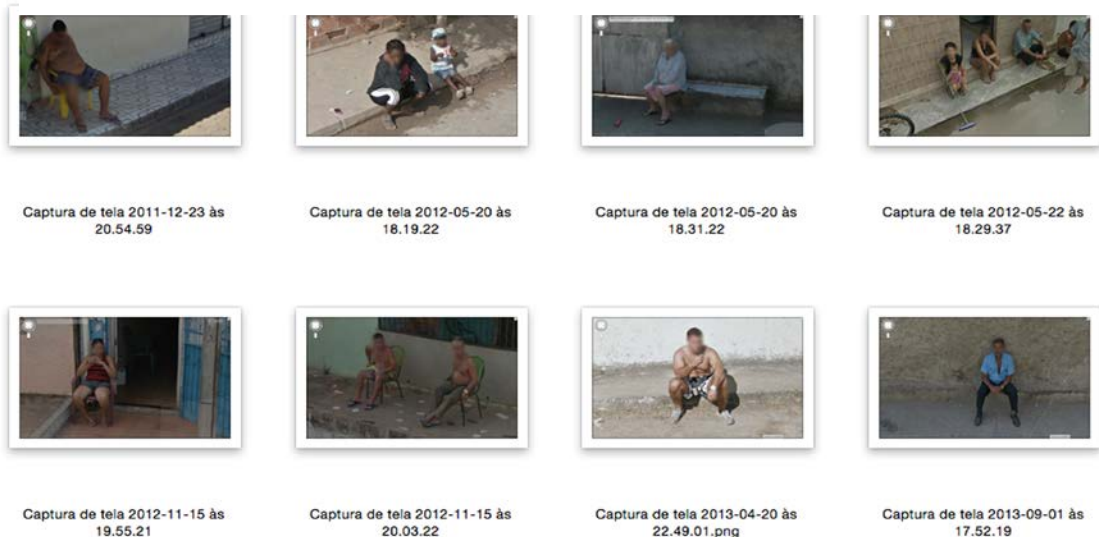 Captura de tela 2011-12-23 às
20.54.59
Captura de tela 2012-05-20 às
18.19.22
Captura de tela 2012-05-20 às
18.31.22
Captura de tela 2012-05-22 às
18.29.37
Captura de tela 2012-11-15 às
19.55.21
Captura de tela 2012-11-15 às
20.03.22
Captura de tela 2013-04-20 às
22.49.01.png
Captura de tela 2013-09-01 às
17.52.19